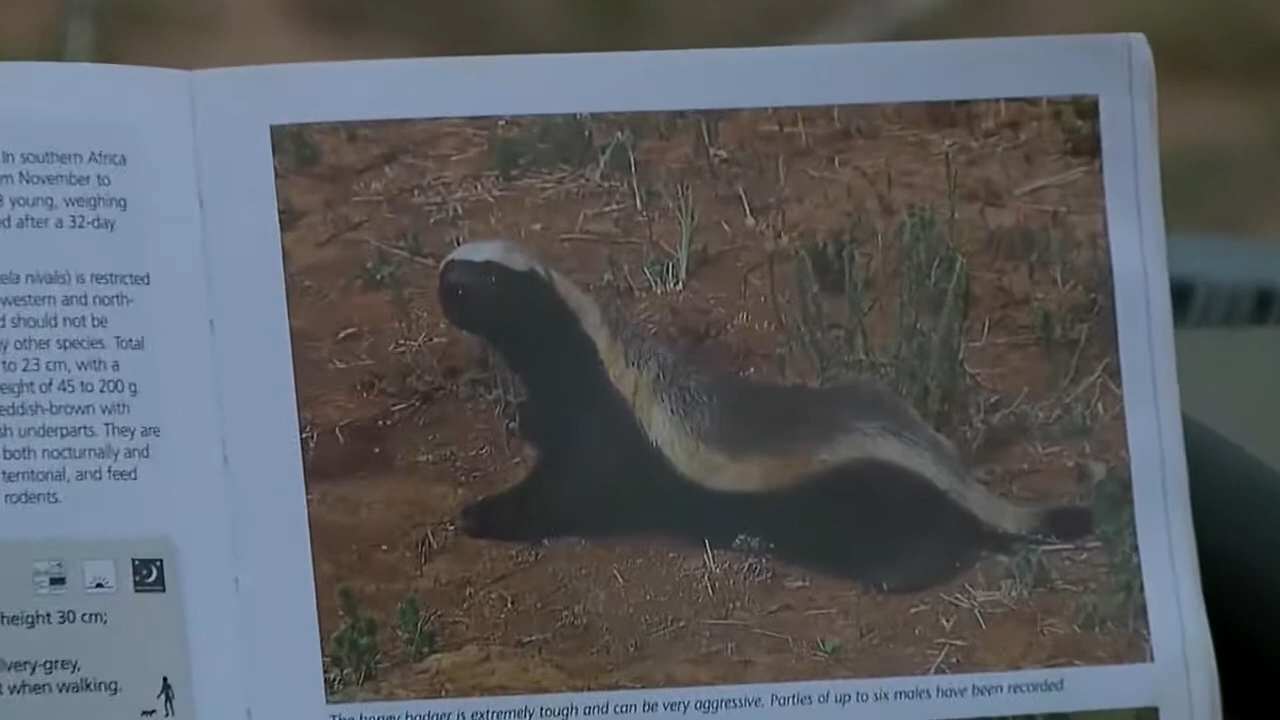 In southern Africa
m November to
8 young, weighing
d after a 32-day
ela nivalis) is restricted
western and north-
d should not be
y other species. Total
to 23 cm, with a
eight of 45 to 200 g.
eddish-brown with
sh underparts. They are
both nocturnally and
territorial, and feed
rodents.
height 30 cm;
lvery-grey,
t when walking.
The honey badger is extremely tough and can be very aggressive. Parties of up to six males have been recorded